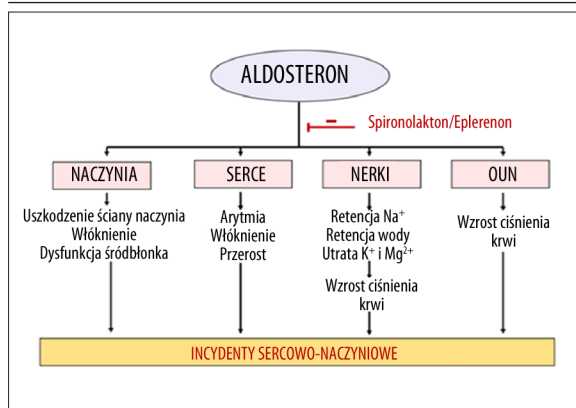 ALDOSTERON
–
Spironolakton/Eplerenon
NACZYNIA
Uszkodzenie ściany naczynia
Włóknienie
Dysfunkcja śródbłonka
SERCE
Arytmia
Włóknienie
Przerost
NERKI
Retencja Na⁺
Retencja wody
Utrata K⁺ i Mg²⁺
Wzrost ciśnienia
krwi
OUN
Wzrost ciśnienia
krwi
INCYDENTY SERCOWO-NACZYNIOWE